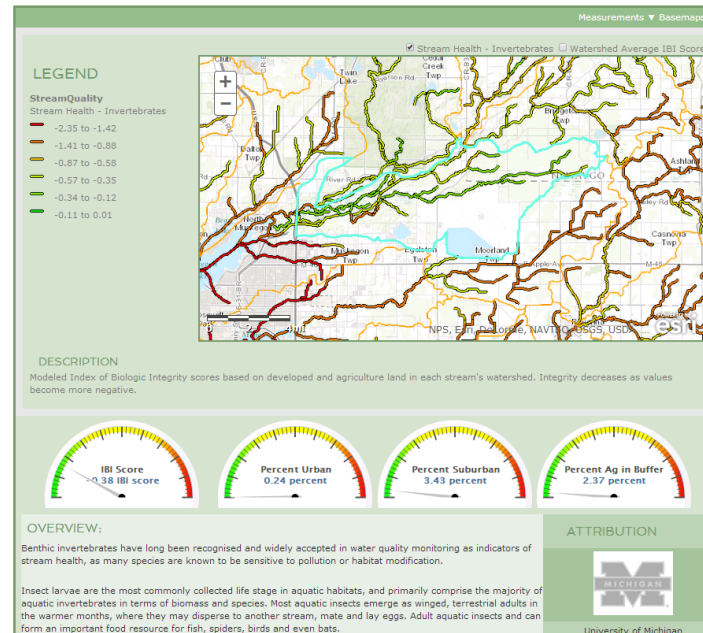 Measurements ▼ Basemaps
Stream Health - Invertebrates Watershed Average IBI Score
LEGEND
StreamQuality
Stream Health - Invertebrates
-2.35 to -1.42
-1.41 to -0.88
-0.87 to -0.58
-0.57 to -0.35
-0.34 to -0.12
-0.11 to 0.01
+
−
Club
Twin
Lake
Cedar
Creek
Twp
Bridgeton
Twp
Dalton
Twp
River Rd
Ashland
North
Muskegon
Casnovia
Twp
Muskegon
Twp
Egelston
Twp
Moorland
Twp
M-46
NPS, Esri, DeLorme, NAVTEQ, USGS, USDA
esri
DESCRIPTION
Modeled Index of Biologic Integrity scores based on developed and agriculture land in each stream's watershed. Integrity decreases as values
become more negative.
IBI Score
-0.38 IBI score
Percent Urban
0.24 percent
Percent Suburban
3.43 percent
Percent Ag in Buffer
2.37 percent
OVERVIEW:
Benthic invertebrates have long been recognised and widely accepted in water quality monitoring as indicators of
stream health, as many species are known to be sensitive to pollution or habitat modification.
Insect larvae are the most commonly collected life stage in aquatic habitats, and primarily comprise the majority of
aquatic invertebrates in terms of biomass and species. Most aquatic insects emerge as winged, terrestrial adults in
the warmer months, where they may disperse to another stream, mate and lay eggs. Adult aquatic insects and can
form an important food resource for fish, spiders, birds and even bats.
ATTRIBUTION
MICHIGAN
University of Michigan